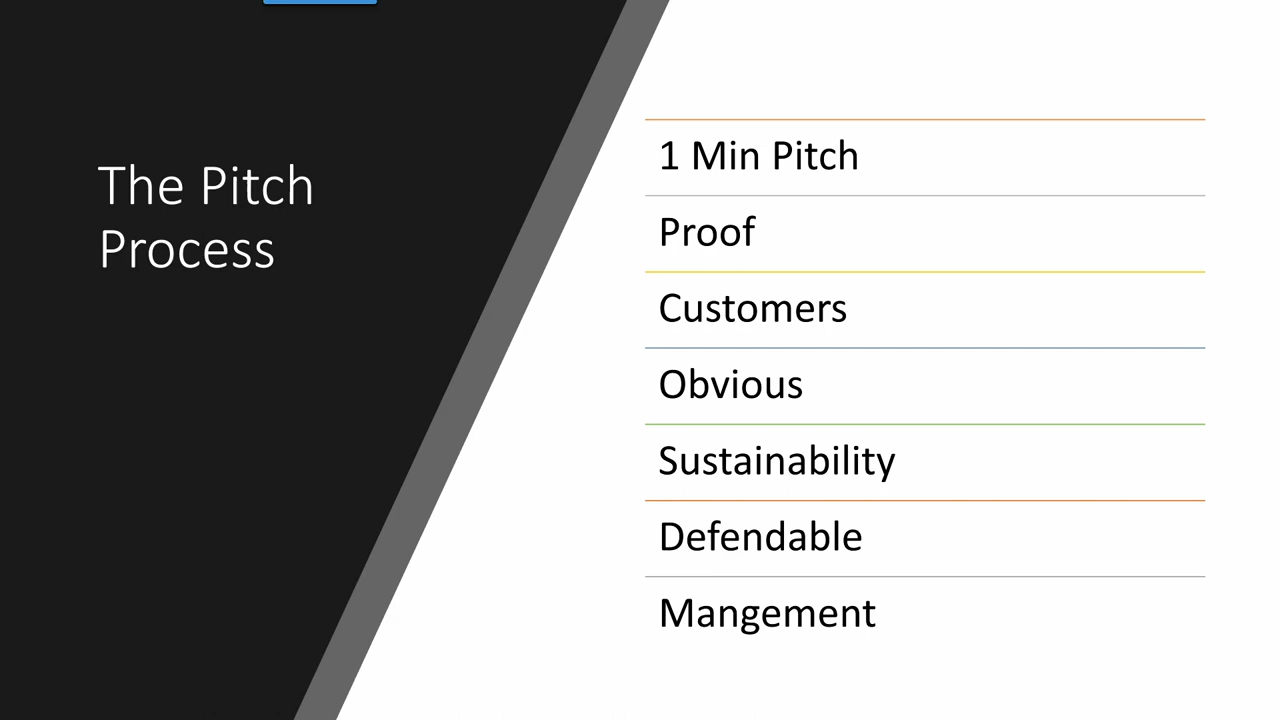 The Pitch
Process
1 Min Pitch
Proof
Customers
Obvious
Sustainability
Defendable
Mangement